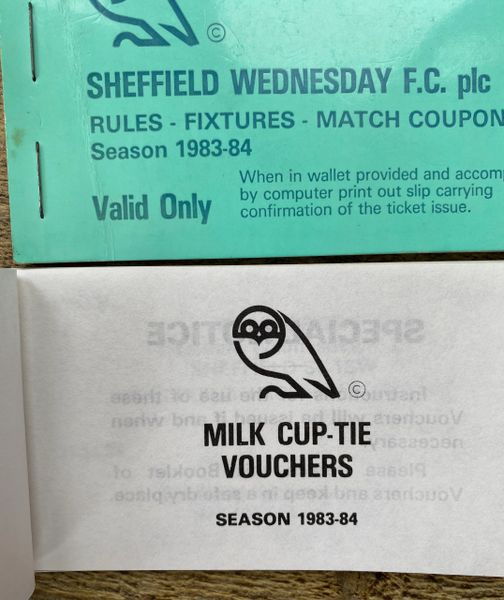 ©
SHEFFIELD WEDNESDAY F.C. plc
RULES - FIXTURES - MATCH COUPON
Season 1983-84
Valid Only
When in wallet provided and accom
by computer print out slip carrying
confirmation of the ticket issue.
©
MILK CUP-TIE
VOUCHERS
SEASON 1983-84